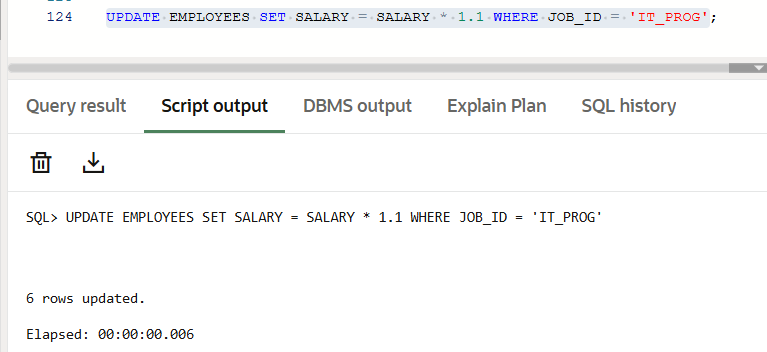 124 UPDATE EMPLOYEES SET SALARY = SALARY * 1.1 WHERE JOB_ID = 'IT_PROG';
Query result Script output DBMS output Explain Plan SQL history
SQL> UPDATE EMPLOYEES SET SALARY = SALARY * 1.1 WHERE JOB_ID = 'IT_PROG'
6 rows updated.
Elapsed: 00:00:00.006